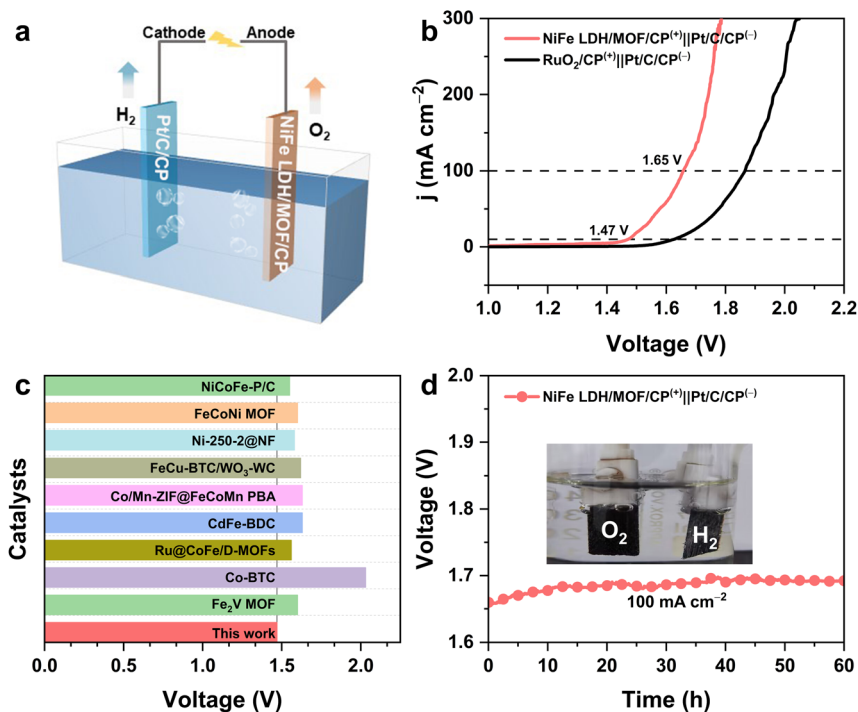 a
Cathode
Anode
H₂
O₂
Pt/C/CP
NiFe LDH/MOF/CP
b
NiFe LDH/MOF/CP⁽⁺⁾||Pt/C/CP⁽⁻⁾
RuO₂/CP⁽⁺⁾||Pt/C/CP⁽⁻⁾
300
200
100
0
j (mA cm⁻²)
1.65 V
1.47 V
1.0 1.2 1.4 1.6 1.8 2.0 2.2
Voltage (V)
c
Catalysts
NiCoFe-P/C
FeCoNi MOF
Ni-250-2@NF
FeCu-BTC/WO₃-WC
Co/Mn-ZIF@FeCoMn PBA
CdFe-BDC
Ru@CoFe/D-MOFs
Co-BTC
Fe₂V MOF
This work
0.0 0.5 1.0 1.5 2.0
Voltage (V)
d
NiFe LDH/MOF/CP⁽⁺⁾||Pt/C/CP⁽⁻⁾
2.0
1.9
1.8
1.7
1.6
Voltage (V)
O₂
H₂
100 mA cm⁻²
0 10 20 30 40 50 60
Time (h)